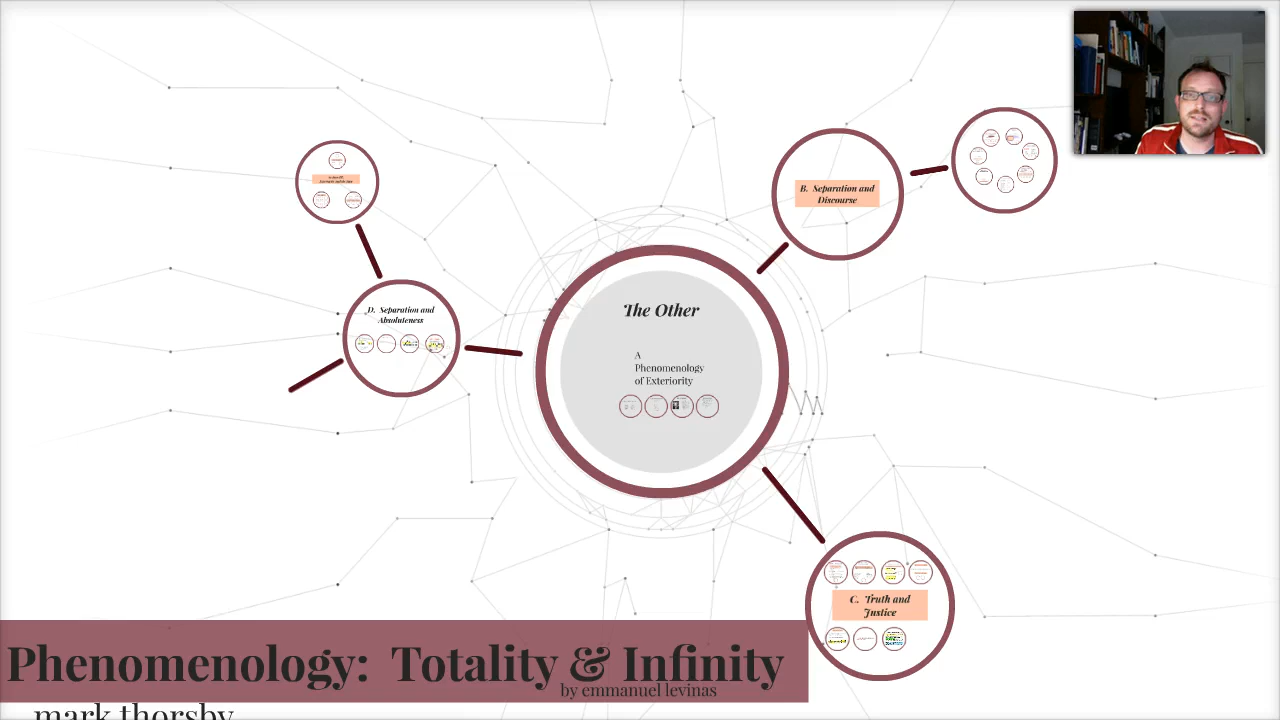 B. Separation and
Discourse
D. Separation and
Absoluteness
The Other
A
Phenomenology
of Exteriority
C. Truth and
Justice
Phenomenology: Totality & Infinity
by emmanuel levinas
mark thorsby